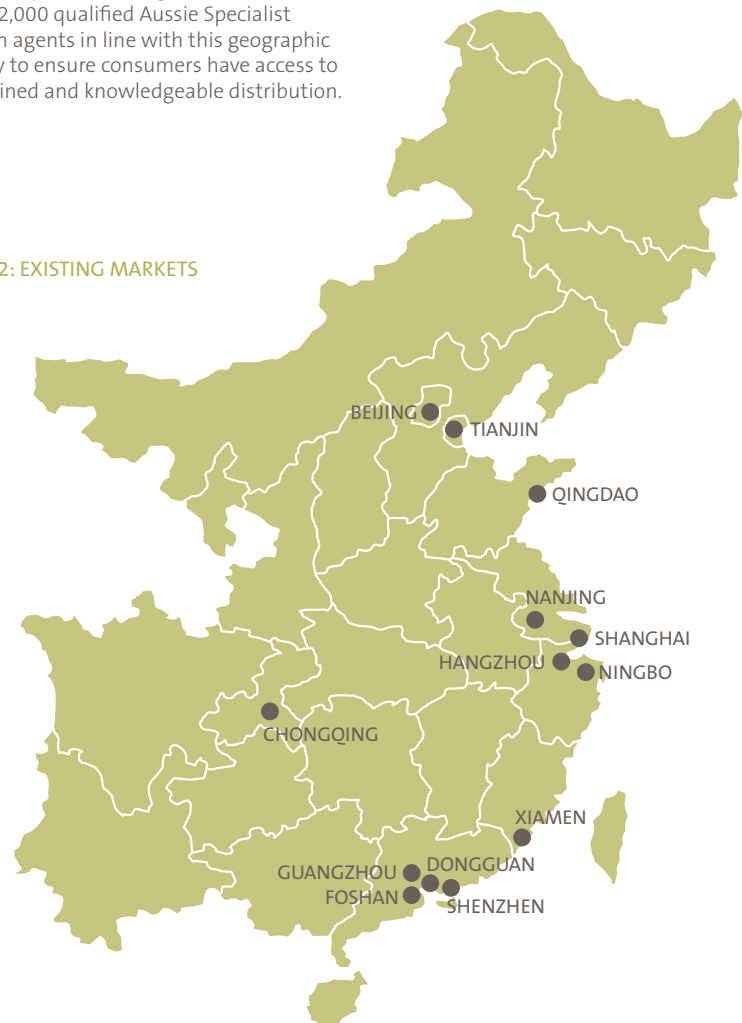 2,000 qualified Aussie Specialist
agents in line with this geographic
to ensure consumers have access to
and knowledgeable distribution.
2: EXISTING MARKETS
BEIJING
TIANJIN
QINGDAO
NANJING
SHANGHAI
HANGZHOU
NINGBO
CHONGQING
XIAMEN
GUANGZHOU
DONGGUAN
FOSHAN
SHENZHEN